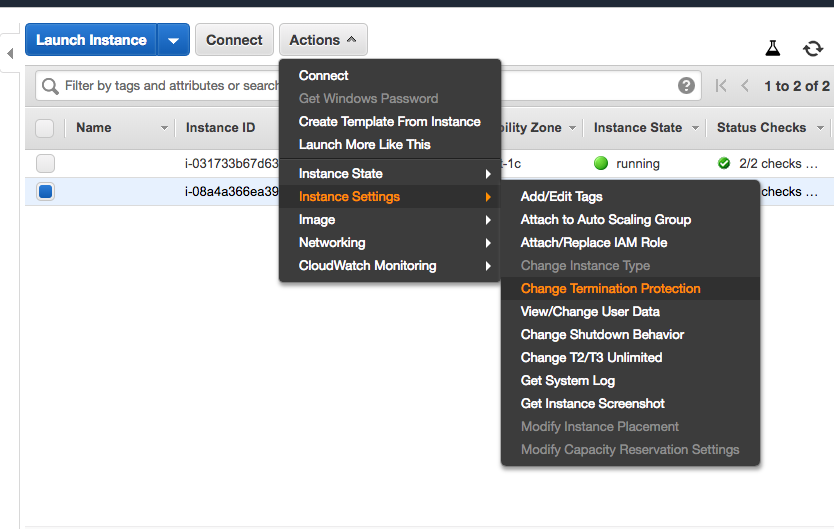 Launch Instance
Connect
Actions
Filter by tags and attributes or search
1 to 2 of 2
Name
Instance ID
bility Zone
Instance State
Status Checks
i-031733b67d63
-1c
running
2/2 checks ...
i-08a4a366ea39
checks ...
Connect
Get Windows Password
Create Template From Instance
Launch More Like This
Instance State
Instance Settings
Image
Networking
CloudWatch Monitoring
Add/Edit Tags
Attach to Auto Scaling Group
Attach/Replace IAM Role
Change Instance Type
Change Termination Protection
View/Change User Data
Change Shutdown Behavior
Change T2/T3 Unlimited
Get System Log
Get Instance Screenshot
Modify Instance Placement
Modify Capacity Reservation Settings